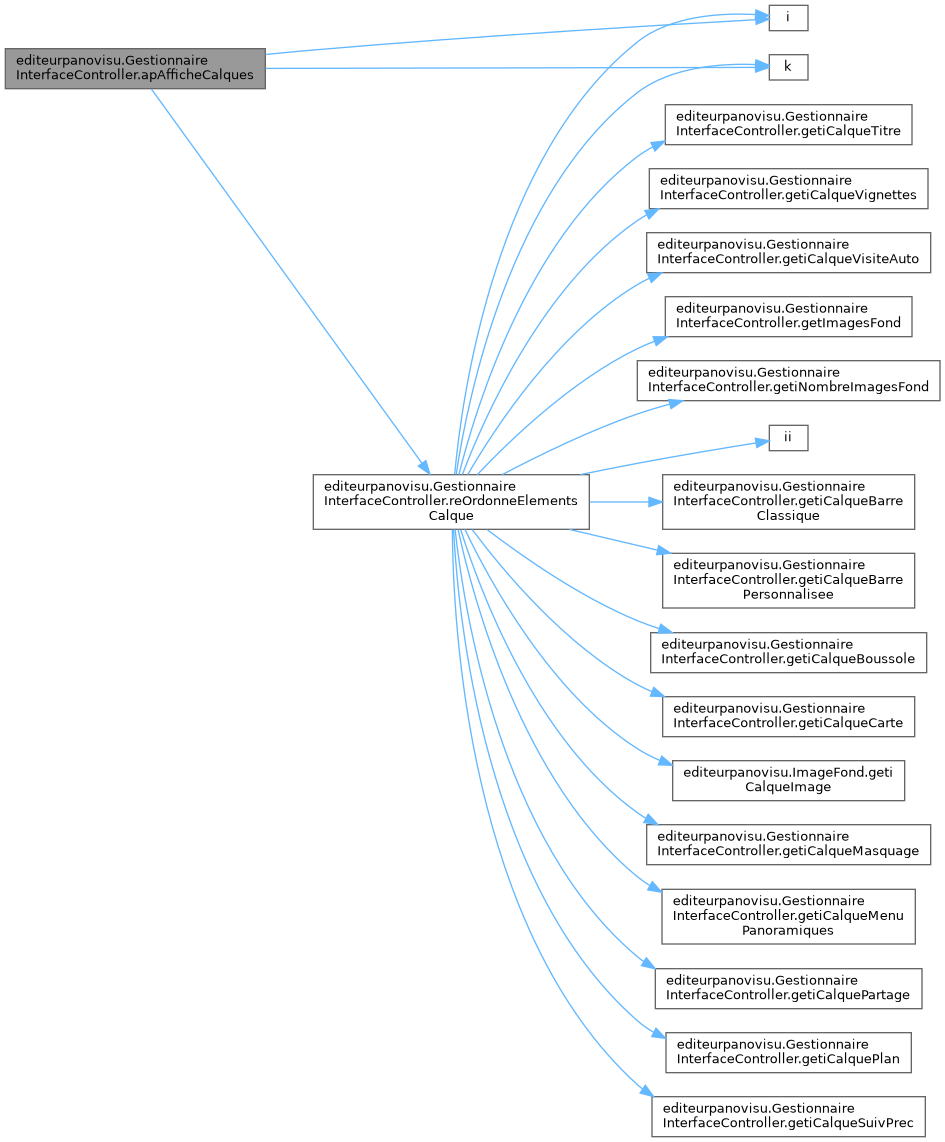 editeurpanovisu.Gestionnaire
InterfaceController.apAfficheCalques
i
k
editeurpanovisu.Gestionnaire
InterfaceController.getiCalqueTitre
editeurpanovisu.Gestionnaire
InterfaceController.getiCalqueVignettes
editeurpanovisu.Gestionnaire
InterfaceController.getiCalqueVisiteAuto
editeurpanovisu.Gestionnaire
InterfaceController.getImagesFond
editeurpanovisu.Gestionnaire
InterfaceController.getiNombreImagesFond
ii
editeurpanovisu.Gestionnaire
InterfaceController.reOrdonneElements
Calque
editeurpanovisu.Gestionnaire
InterfaceController.getiCalqueBarre
Classique
editeurpanovisu.Gestionnaire
InterfaceController.getiCalqueBarre
Personnalisee
editeurpanovisu.Gestionnaire
InterfaceController.getiCalqueBoussole
editeurpanovisu.Gestionnaire
InterfaceController.getiCalqueCarte
editeurpanovisu.ImageFond.geti
CalqueImage
editeurpanovisu.Gestionnaire
InterfaceController.getiCalqueMasquage
editeurpanovisu.Gestionnaire
InterfaceController.getiCalqueMenu
Panoramiques
editeurpanovisu.Gestionnaire
InterfaceController.getiCalquePartage
editeurpanovisu.Gestionnaire
InterfaceController.getiCalquePlan
editeurpanovisu.Gestionnaire
InterfaceController.getiCalqueSuivPrec